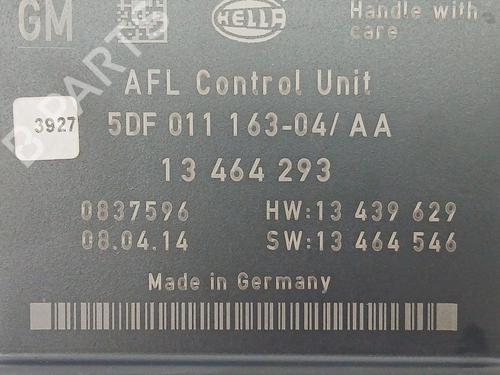 GM
HELLA
Handle with
care
AFL Control Unit
3927
5DF 011 163-04/AA
13 464 293
0837596 HW:13 439 629
08.04.14 SW:13 464 546
Made in Germany
B-PARTS